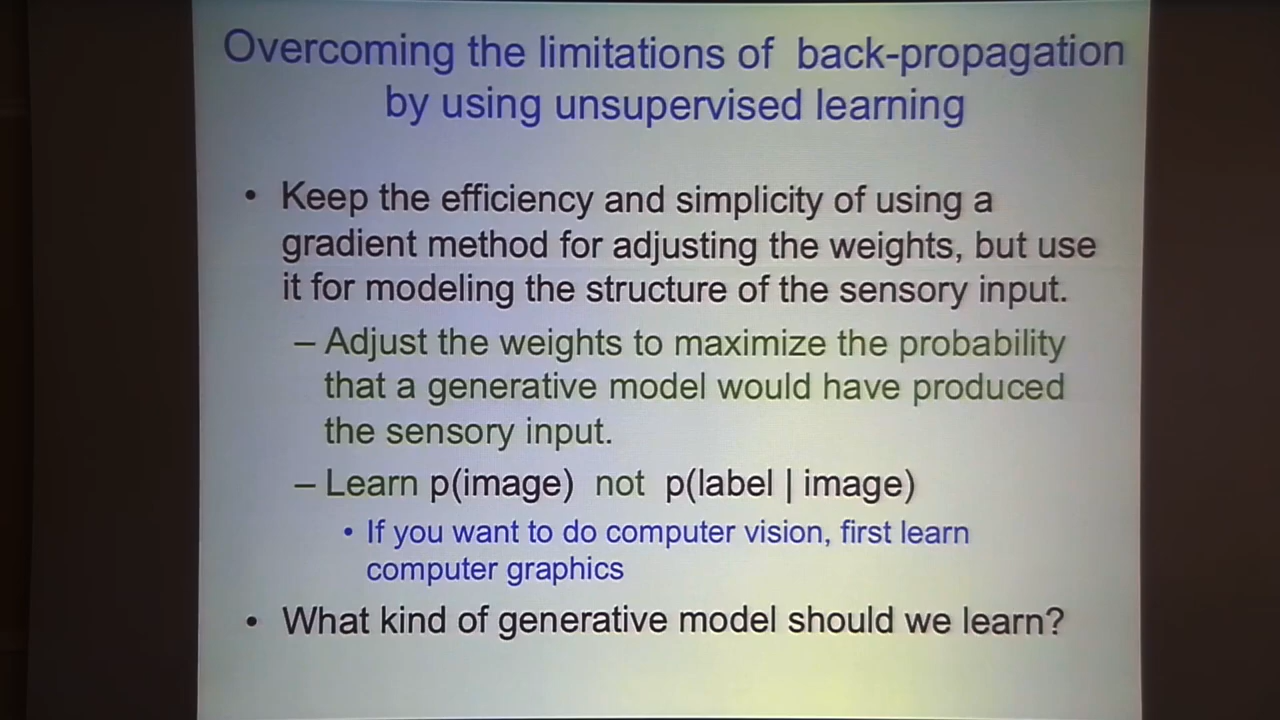 Overcoming the limitations of back-propagation
by using unsupervised learning
• Keep the efficiency and simplicity of using a
gradient method for adjusting the weights, but use
it for modeling the structure of the sensory input.
– Adjust the weights to maximize the probability
that a generative model would have produced
the sensory input.
– Learn p(image) not p(label | image)
• If you want to do computer vision, first learn
computer graphics
• What kind of generative model should we learn?